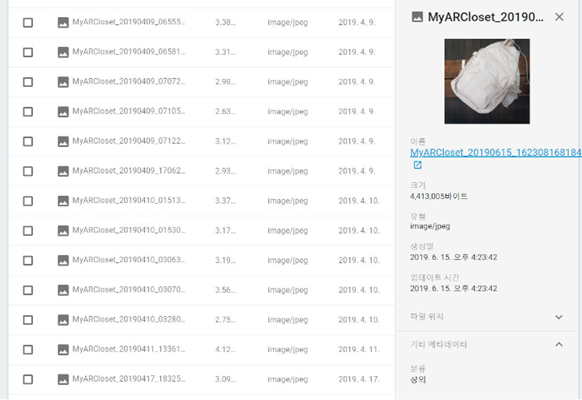 MyARCloset_20190409_06555... 3.38... image/jpeg 2019. 4. 9.
MyARCloset_20190409_06581... 3.31... image/jpeg 2019. 4. 9.
MyARCloset_20190409_07072... 2.98... image/jpeg 2019. 4. 9.
MyARCloset_20190409_07105... 2.63... image/jpeg 2019. 4. 9.
MyARCloset_20190409_07122... 3.12... image/jpeg 2019. 4. 9.
MyARCloset_20190409_17062... 2.93... image/jpeg 2019. 4. 9.
MyARCloset_20190410_01513... 3.37... image/jpeg 2019. 4. 10.
MyARCloset_20190410_01530... 3.17... image/jpeg 2019. 4. 10.
MyARCloset_20190410_03063... 3.19... image/jpeg 2019. 4. 10.
MyARCloset_20190410_03070... 3.56... image/jpeg 2019. 4. 10.
MyARCloset_20190410_03280... 2.75... image/jpeg 2019. 4. 10.
MyARCloset_20190411_13361... 4.12... image/jpeg 2019. 4. 11.
MyARCloset_20190417_18325... 3.09... image/jpeg 2019. 4. 17.
MyARCloset_20190...
이름
MyARCloset_20190615_162308168184
크기
4,413,005바이트
유형
image/jpeg
생성일
2019. 6. 15. 오후 4:23:42
업데이트 시간
2019. 6. 15. 오후 4:23:42
파일 위치
기타 메타데이터
분류
상의